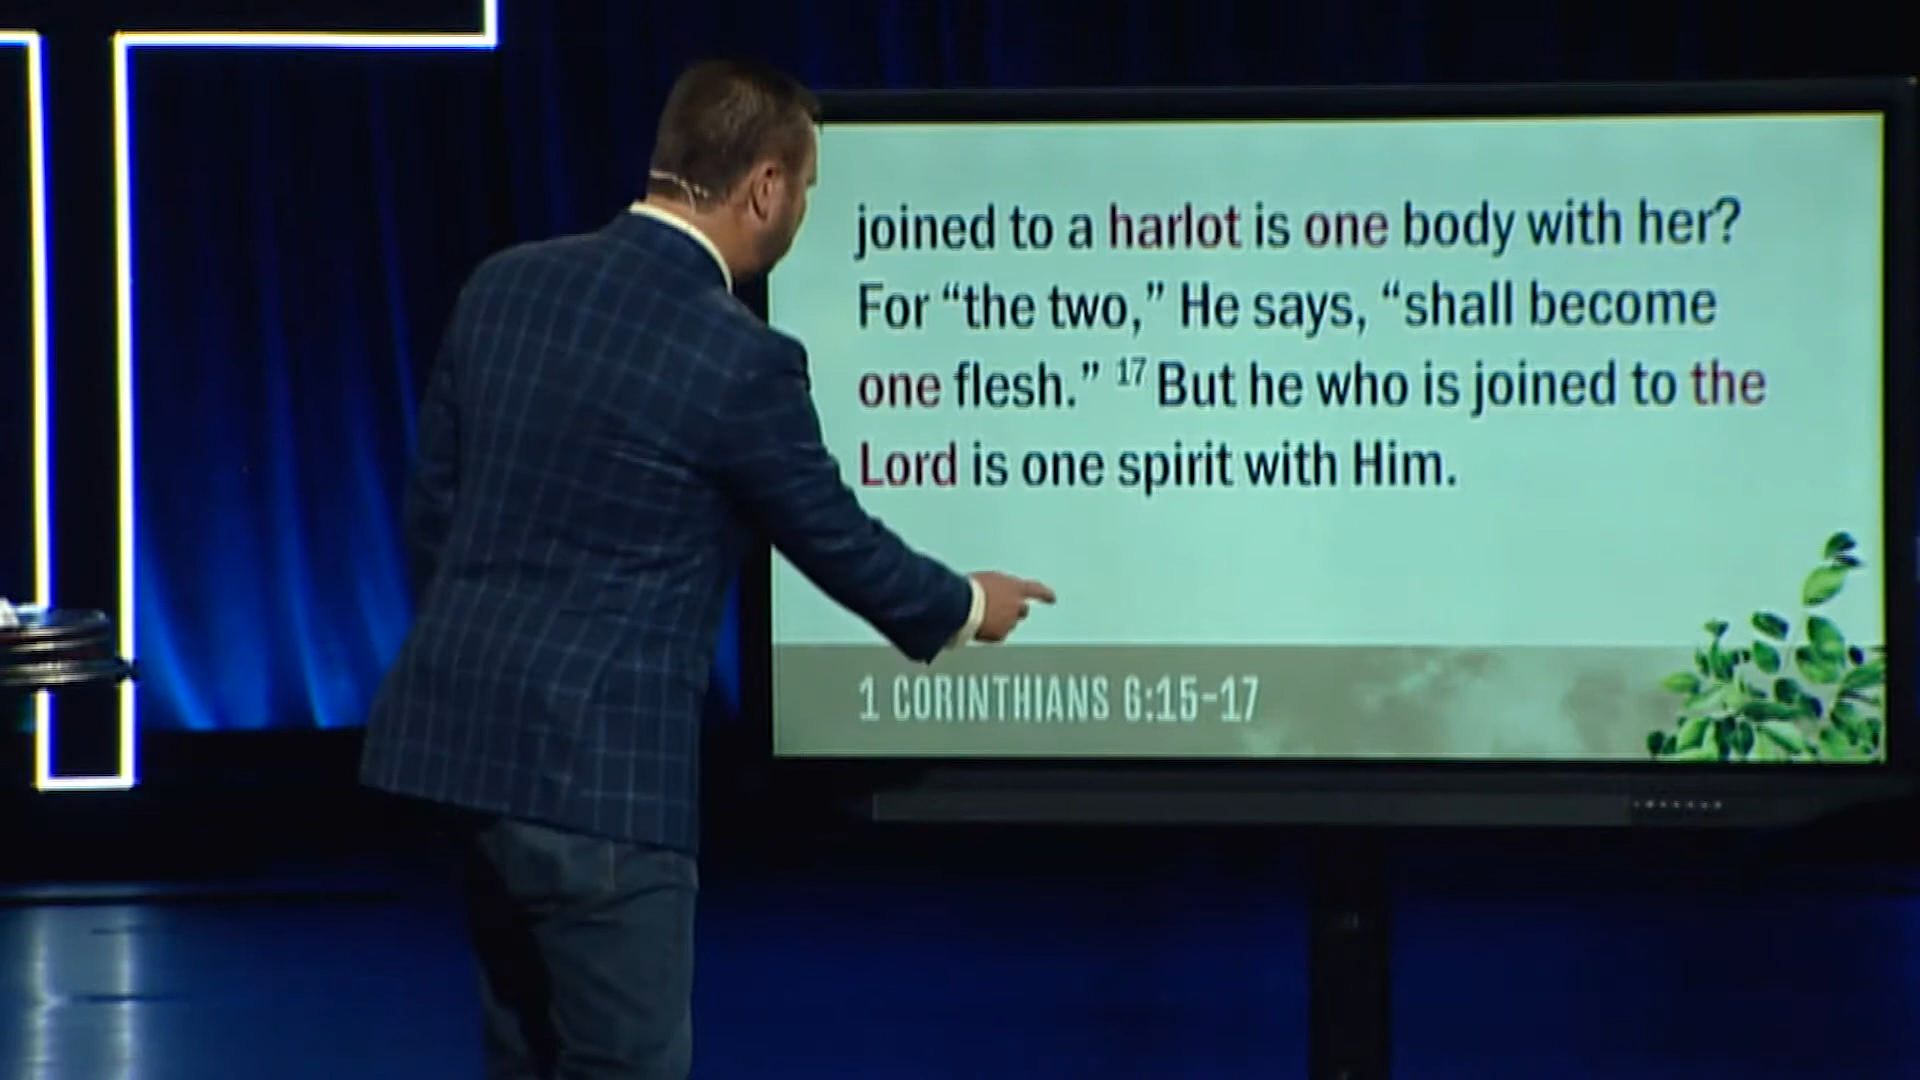 joined to a harlot is one body with her?
For “the two,” He says, “shall become
one flesh.” 17 But he who is joined to the
Lord is one spirit with Him.
1 CORINTHIANS 6:15-17